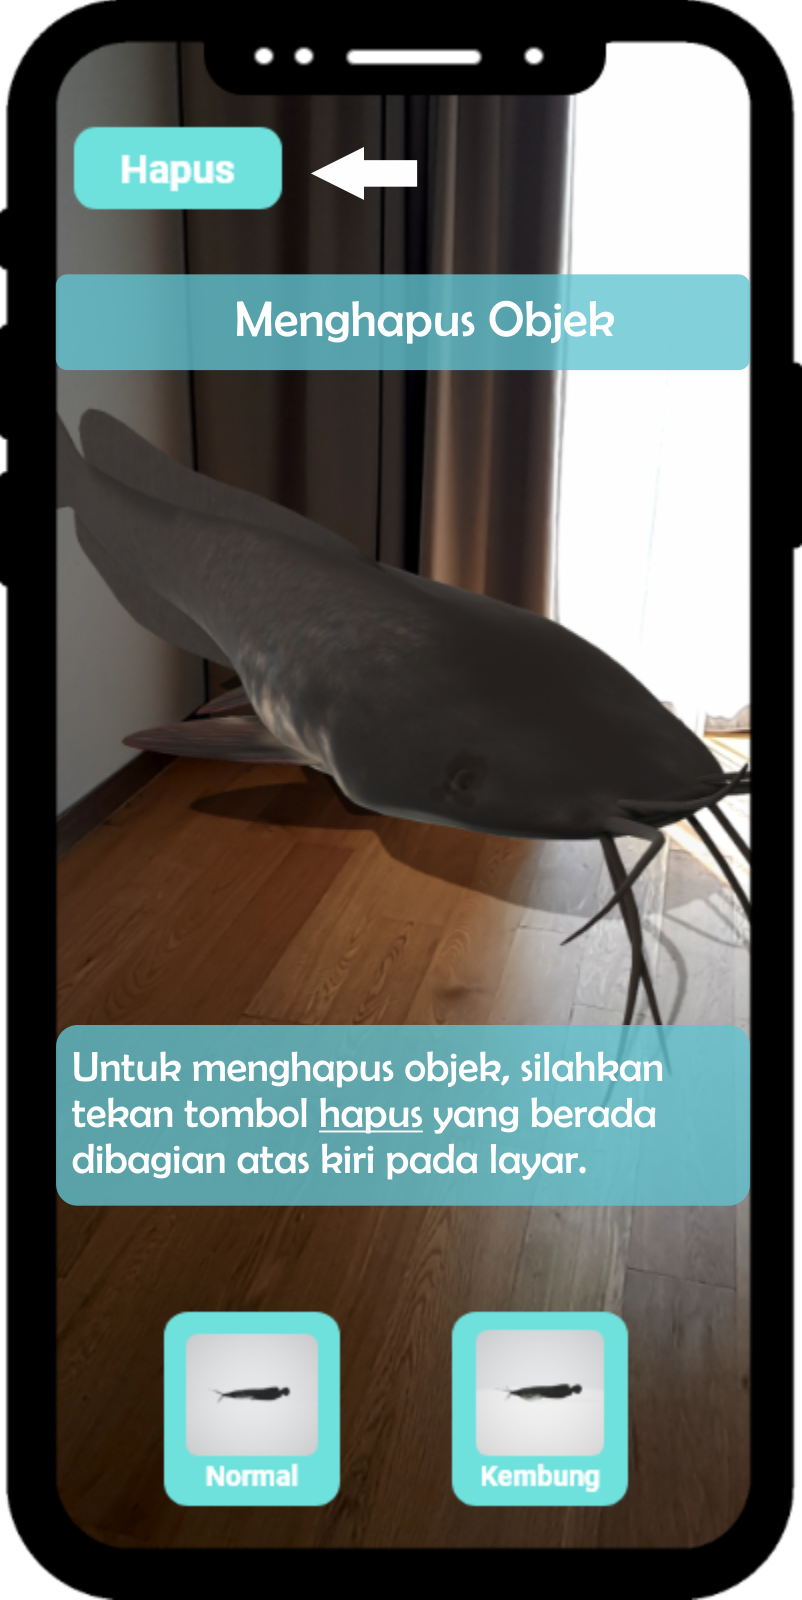 Hapus
Menghapus Objek
Untuk menghapus objek, silahkan
tekan tombol hapus yang berada
dibagian atas kiri pada layar.
Normal
Kembung